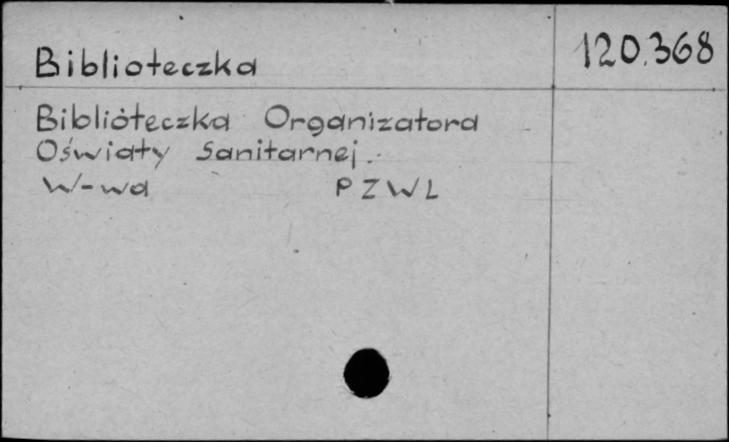 Biblioteczka 120.368
Biblioteczka Organizatora
Oświaty Sanitarnej.
W-wa PZWL